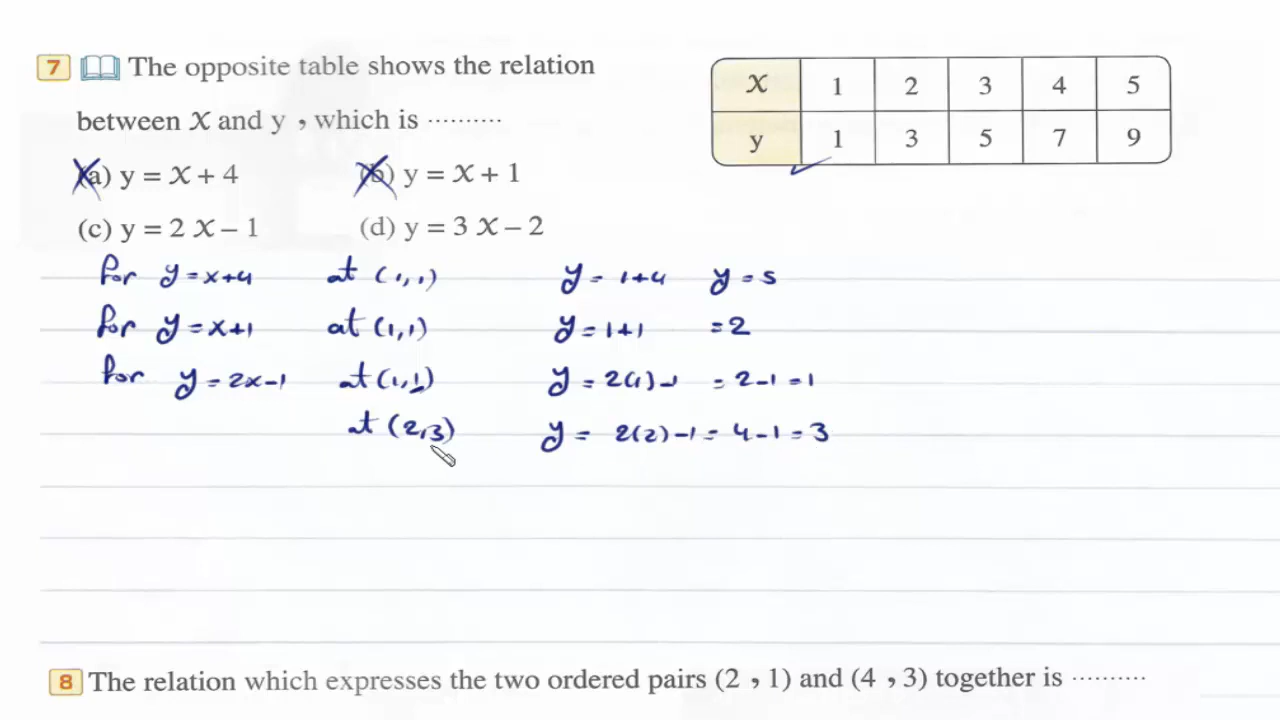 7 The opposite table shows the relation
between x and y , which is ..........
x 1 2 3 4 5
y 1 3 5 7 9
(a) y = x + 4 (b) y = x + 1
(c) y = 2 x – 1 (d) y = 3 x – 2
for y = x+4 at (1,1) y = 1+4 y = 5
for y = x+1 at (1,1) y = 1+1 = 2
for y = 2x-1 at (1,1) y = 2(1)-1 = 2-1 = 1
at (2,3) y = 2(2)-1 = 4-1 = 3
8 The relation which expresses the two ordered pairs (2 , 1) and (4 , 3) together is ..........